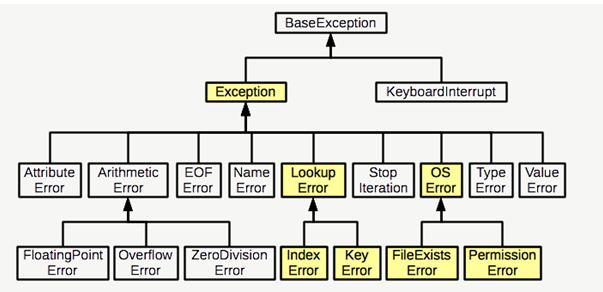 BaseException
Exception
KeyboardInterrupt
Attribute
Error
Arithmetic
Error
EOF
Error
Name
Error
Lookup
Error
Stop
Iteration
OS
Error
Type
Error
Value
Error
FloatingPoint
Error
Overflow
Error
ZeroDivision
Error
Index
Error
Key
Error
FileExists
Error
Permission
Error